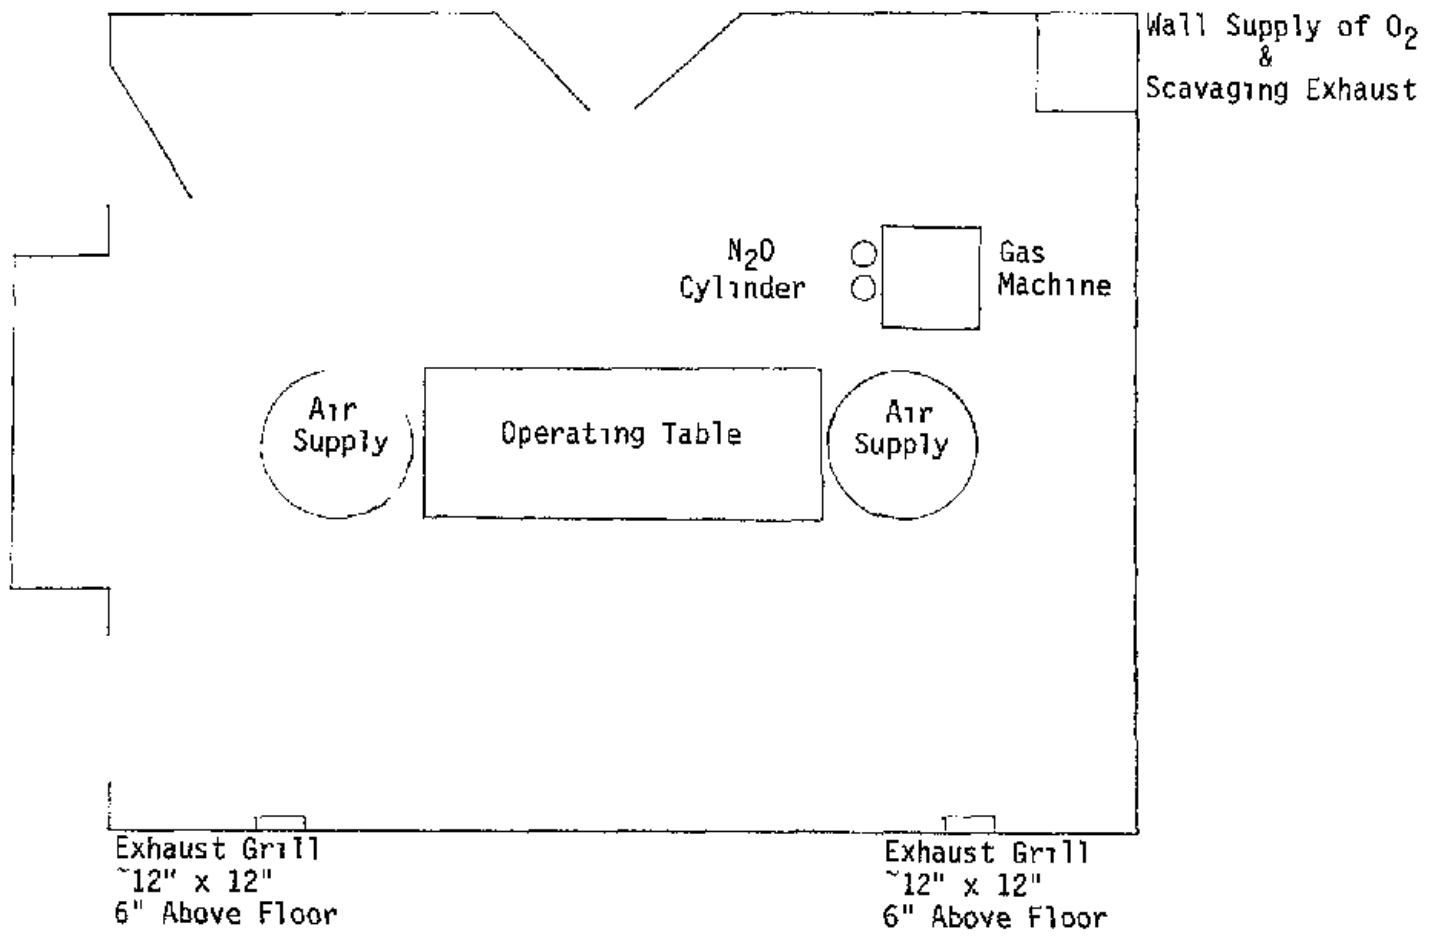 Wall Supply of O2
&
Scavaging Exhaust
N2O
Cylinder
Gas
Machine
Air
Supply
Operating Table
Air
Supply
Exhaust Grill
~12" x 12"
6" Above Floor
Exhaust Grill
~12" x 12"
6" Above Floor